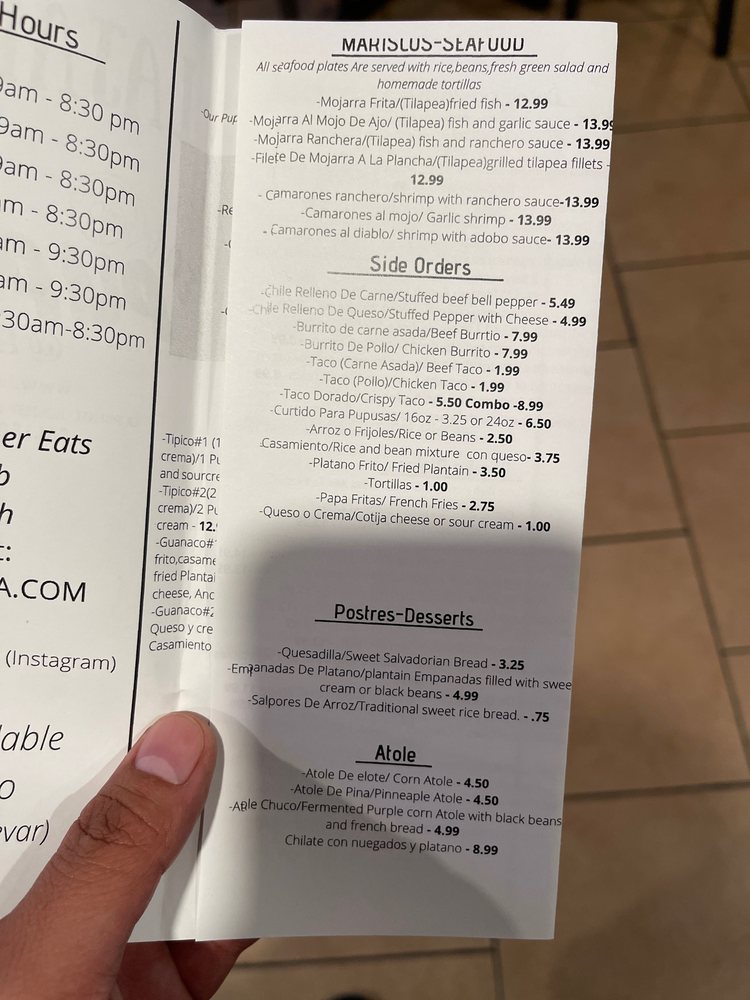 Hours
9am - 8:30 pm
9am - 8:30pm
9am - 8:30pm
am - 8:30pm
am - 9:30pm
am - 9:30pm
:30am-8:30pm
er Eats
b
h
t:
A.COM
(Instagram)
lable
o
evar)
-Our Pup
-Re
-Tipico#1 (1
crema)/1 Pu
and sourcre
-Tipico#2(2
crema)/2 Pu
cream - 12.
-Guanaco#
frito,casame
fried Plantai
cheese, Anc
-Guanaco#2
Queso y cre
Casamiento
MARISCOS-SEAFOOD
All seafood plates Are served with rice,beans,fresh green salad and
homemade tortillas
-Mojarra Frita/(Tilapea)fried fish - 12.99
-Mojarra Al Mojo De Ajo/ (Tilapea) fish and garlic sauce - 13.99
-Mojarra Ranchera/(Tilapea) fish and ranchero sauce - 13.99
-Filete De Mojarra A La Plancha/(Tilapea)grilled tilapea fillets -
12.99
- Camarones ranchero/shrimp with ranchero sauce-13.99
-Camarones al mojo/ Garlic shrimp - 13.99
- Camarones al diablo/ shrimp with adobo sauce- 13.99
Side Orders
-Chile Relleno De Carne/Stuffed beef bell pepper - 5.49
-Chile Relleno De Queso/Stuffed Pepper with Cheese - 4.99
-Burrito de carne asada/Beef Burrtio - 7.99
-Burrito De Pollo/ Chicken Burrito - 7.99
-Taco (Carne Asada)/ Beef Taco - 1.99
-Taco (Pollo)/Chicken Taco - 1.99
-Taco Dorado/Crispy Taco - 5.50 Combo -8.99
-Curtido Para Pupusas/ 16oz - 3.25 or 24oz - 6.50
-Arroz o Frijoles/Rice or Beans - 2.50
-Casamiento/Rice and bean mixture con queso- 3.75
-Platano Frito/ Fried Plantain - 3.50
-Tortillas - 1.00
-Papa Fritas/ French Fries - 2.75
-Queso o Crema/Cotija cheese or sour cream - 1.00
Postres-Desserts
-Quesadilla/Sweet Salvadorian Bread - 3.25
-Empanadas De Platano/plantain Empanadas filled with swee
cream or black beans - 4.99
-Salpores De Arroz/Traditional sweet rice bread. - .75
Atole
-Atole De elote/ Corn Atole - 4.50
-Atole De Pina/Pinneaple Atole - 4.50
-Atole Chuco/Fermented Purple corn Atole with black beans
and french bread - 4.99
Chilate con nuegados y platano - 8.99